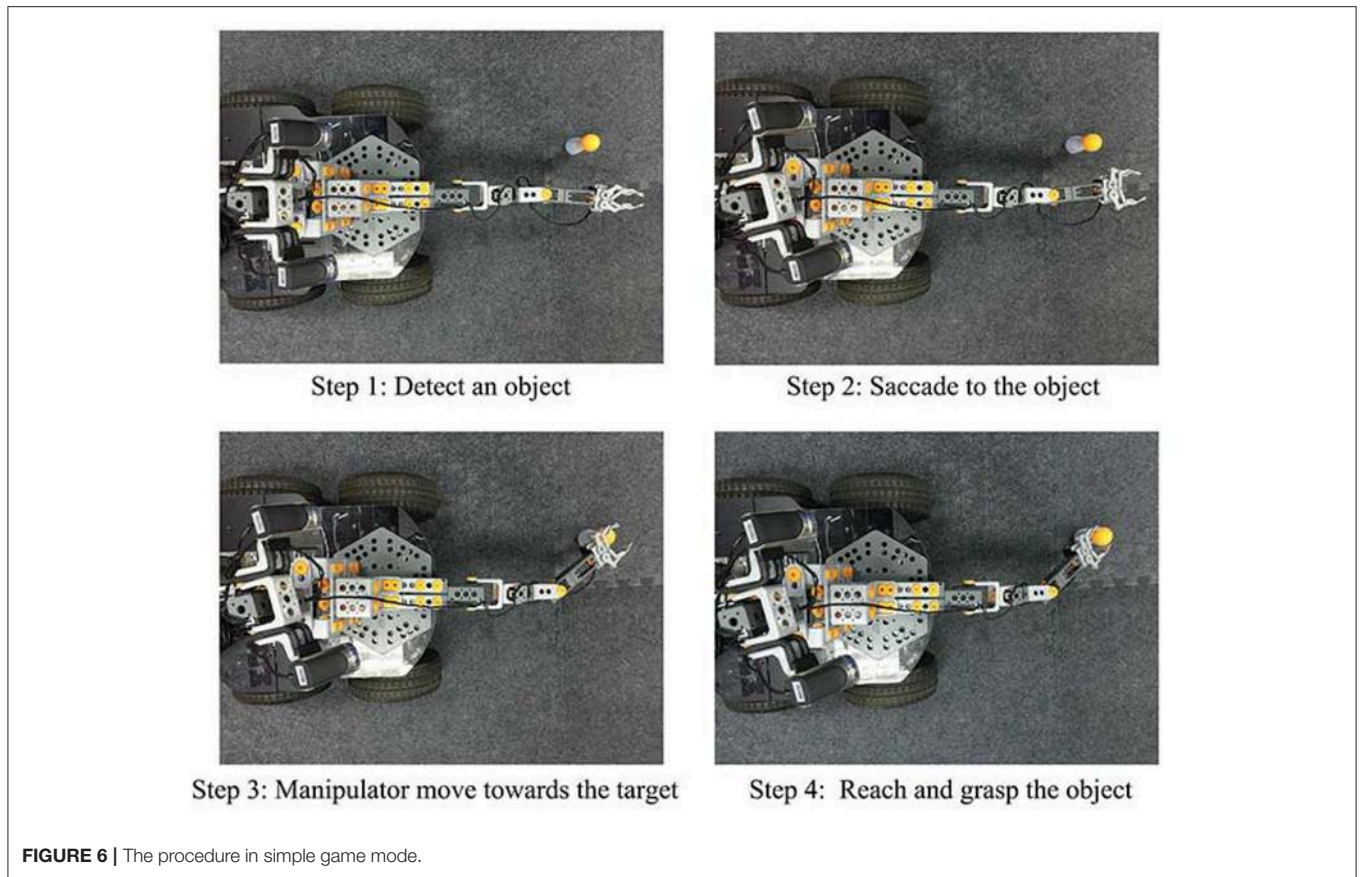 Step 1: Detect an object
Step 2: Saccade to the object
Step 3: Manipulator move towards the target
Step 4: Reach and grasp the object
FIGURE 6 | The procedure in simple game mode.